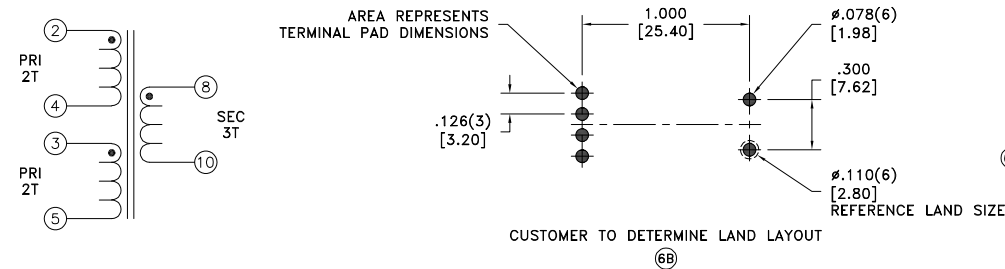 2
PRI
2T
4
3
PRI
2T
5
8
SEC
3T
10
AREA REPRESENTS
TERMINAL PAD DIMENSIONS
1.000
[25.40]
ø.078(6)
[1.98]
.300
[7.62]
.126(3)
[3.20]
ø.110(6)
[2.80]
REFERENCE LAND SIZE
CUSTOMER TO DETERMINE LAND LAYOUT
6B